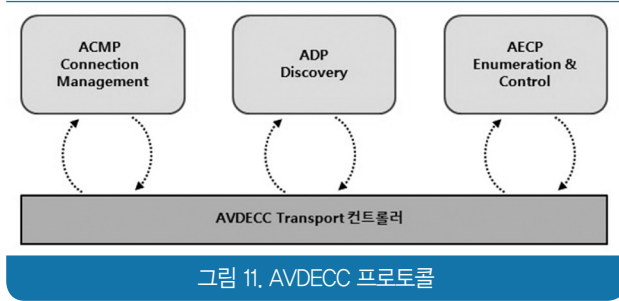 ACMP
Connection
Management
ADP
Discovery
AECP
Enumeration &
Control
AVDECC Transport 컨트롤러
그림 11. AVDECC 프로토콜